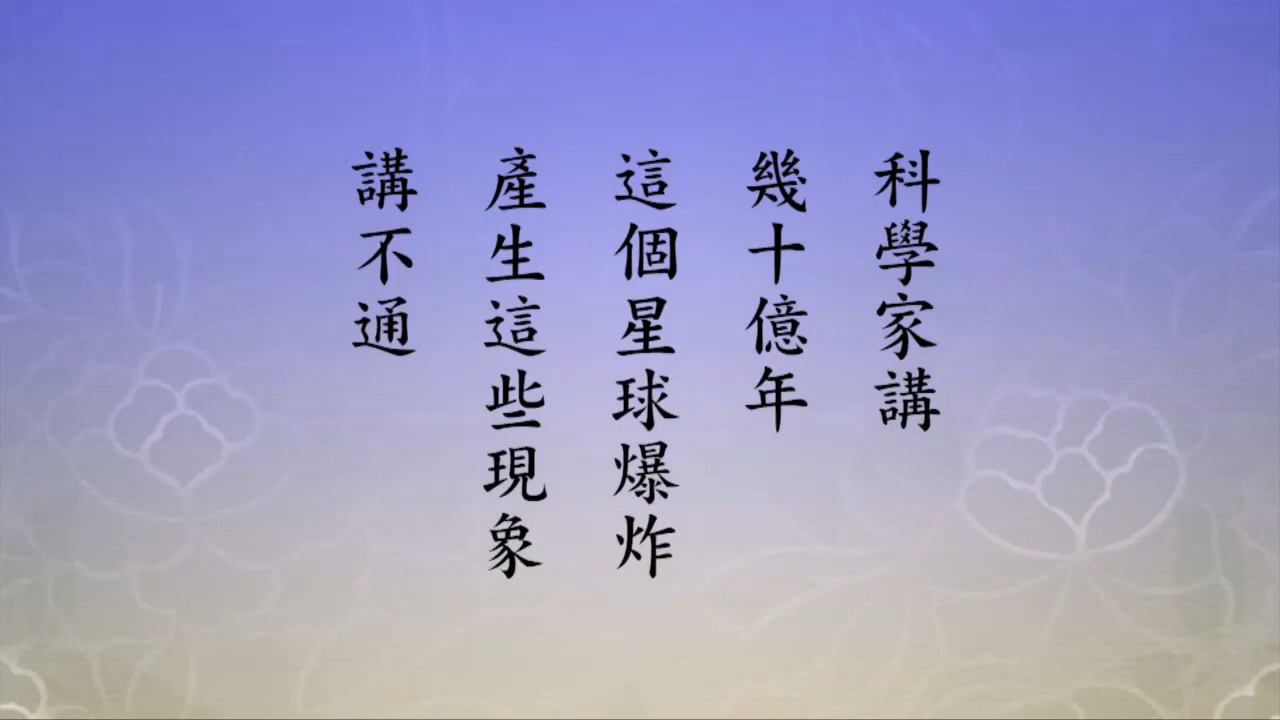 科學家講
幾十億年
這個星球爆炸
產生這些現象
講不通